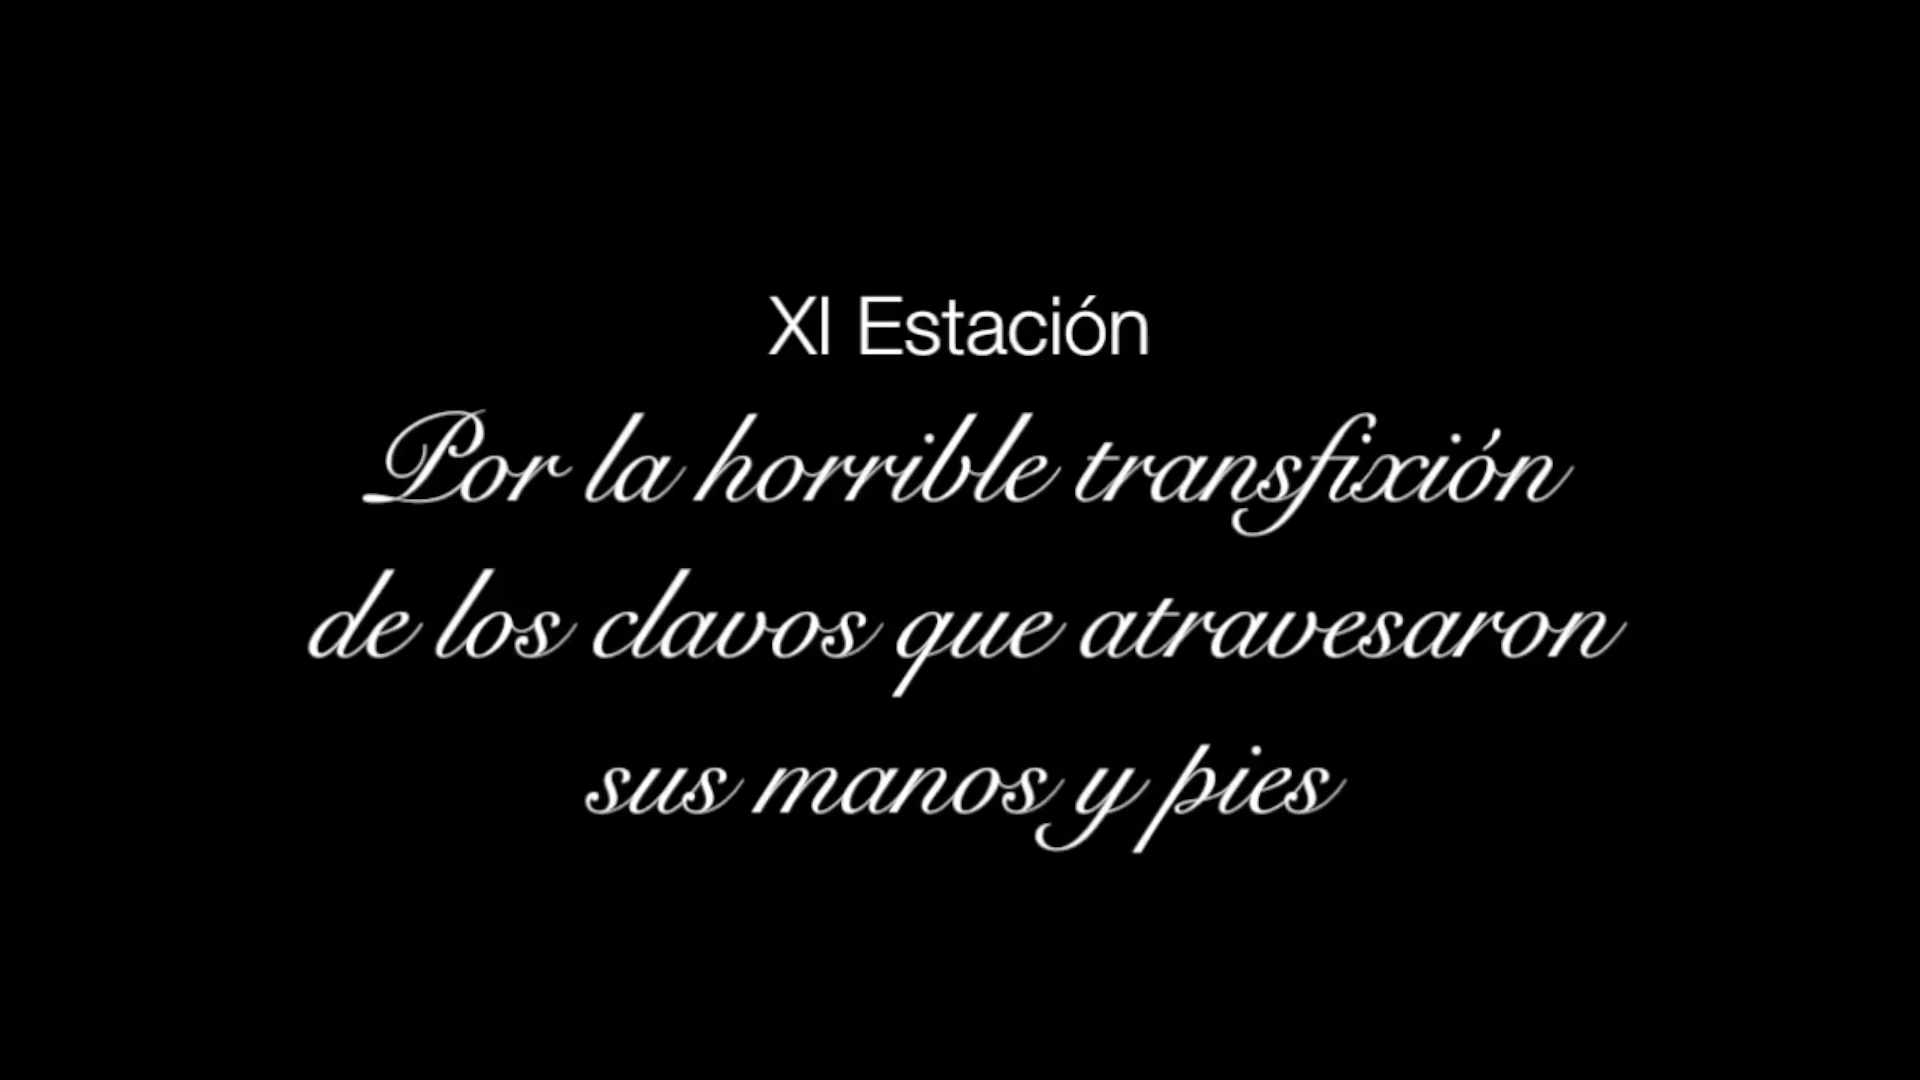 XI Estación
Por la horrible transfixión
de los clavos que atravesaron
sus manos y pies